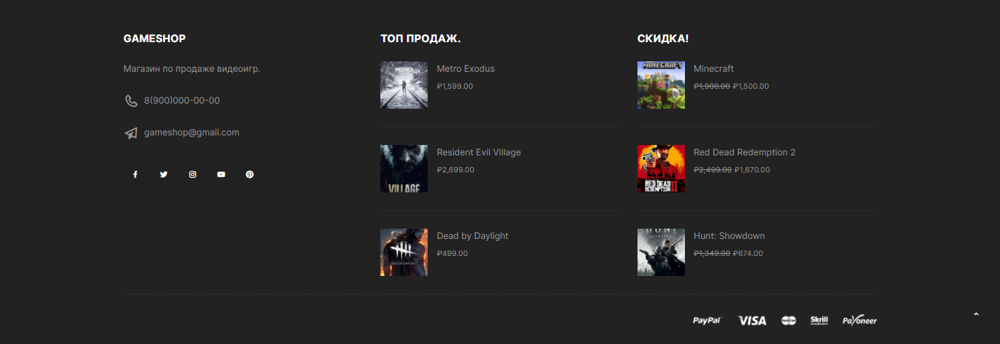 GAMESHOP
Магазин по продаже видеоигр.
8(900)000-00-00
gameshop@gmail.com
ТОП ПРОДАЖ.
METRO
Metro Exodus
₽1,599.00
VILLAGE
Resident Evil Village
₽2,699.00
Dead by Daylight
₽499.00
СКИДКА!
MINECRAFT
Minecraft
₽1,900.00 ₽1,500.00
RED DEAD
REDEMPTION II
Red Dead Redemption 2
₽2,499.00 ₽1,670.00
HUNT
Hunt: Showdown
₽1,349.00 ₽674.00
PayPal
VISA
Skrill
Payoneer